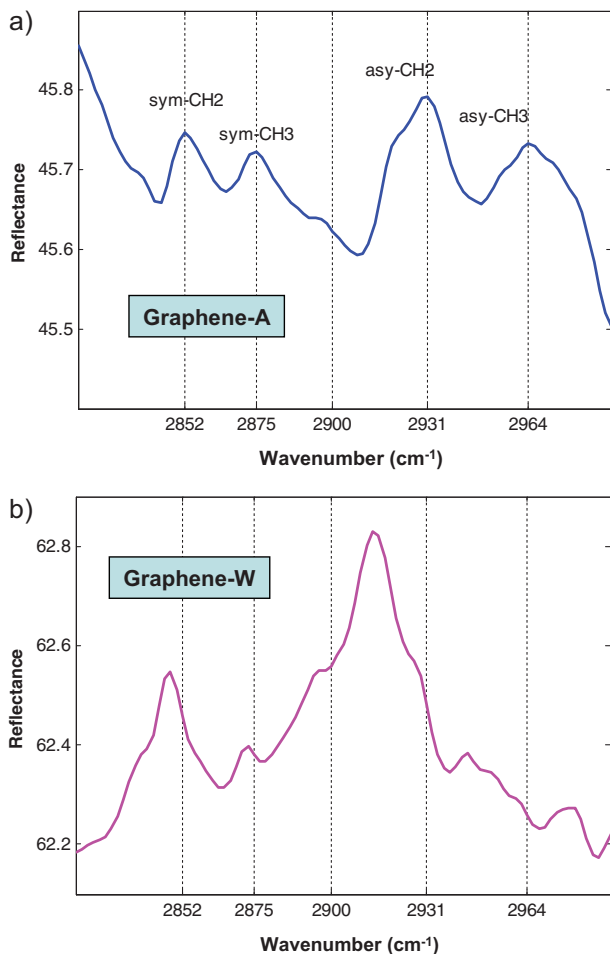 a)
45.8
45.7
45.6
45.5
Reflectance
sym-CH2
sym-CH3
asy-CH2
asy-CH3
Graphene-A
2852 2875 2900 2931 2964
Wavenumber (cm⁻¹)
b)
62.8
62.6
62.4
62.2
Reflectance
Graphene-W
2852 2875 2900 2931 2964
Wavenumber (cm⁻¹)